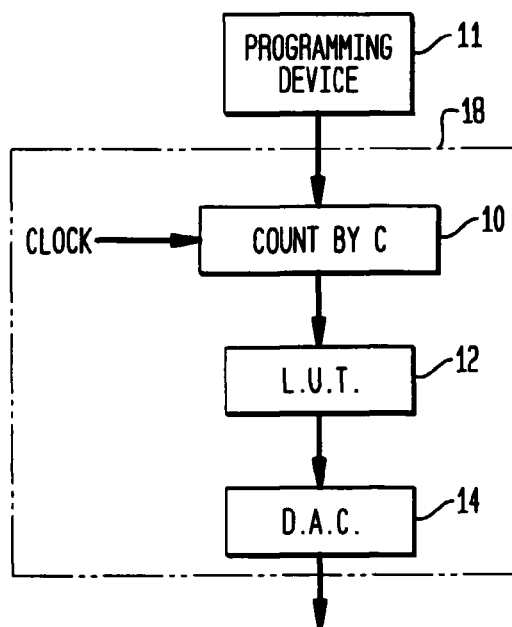 PROGRAMMING
DEVICE
11
18
CLOCK
COUNT BY C
10
L.U.T.
12
D.A.C.
14